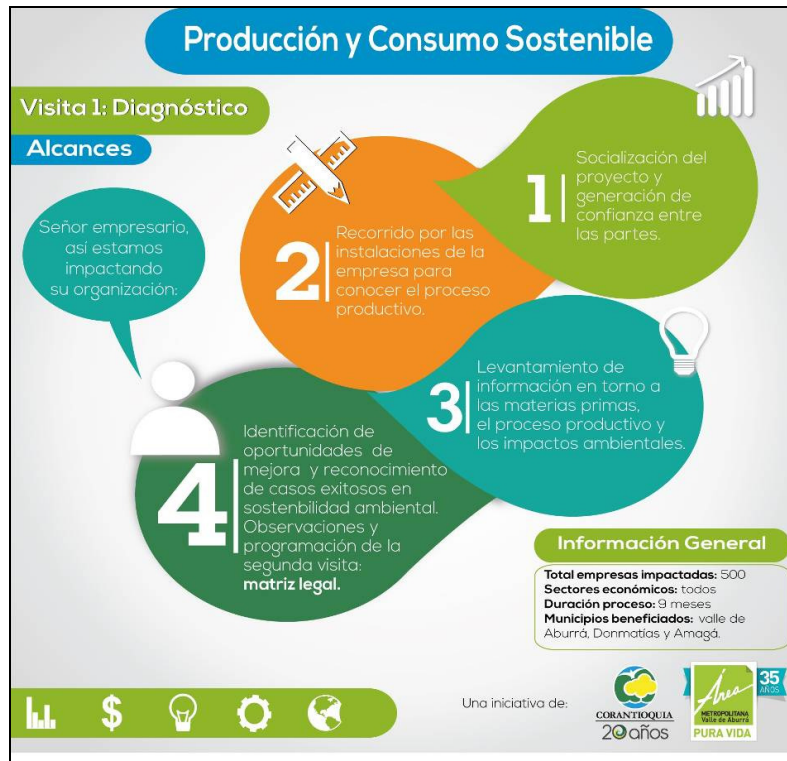 Producción y Consumo Sostenible
Visita 1: Diagnóstico
Alcances
Señor empresario,
así estamos
impactando
su organización:
1
Socialización del
proyecto y
generación de
confianza entre
las partes.
2
Recorrido por las
instalaciones de la
empresa para
conocer el proceso
productivo.
3
Levantamiento de
información en torno a
las materias primas,
el proceso productivo y
los impactos ambientales.
4
Identificación de
oportunidades de
mejora y reconocimiento
de casos exitosos en
sostenbilidad ambiental.
Observaciones y
programación de la
segunda visita:
matriz legal.
Información General
Total empresas impactadas: 500
Sectores económicos: todos
Duración proceso: 9 meses
Municipios beneficiados: valle de
Aburrá, Donmatías y Amagá.
$
Una iniciativa de:
CORANTIOQUIA
20 años
Área
METROPOLITANA
Valle de Aburrá
PURA VIDA
35
AÑOS